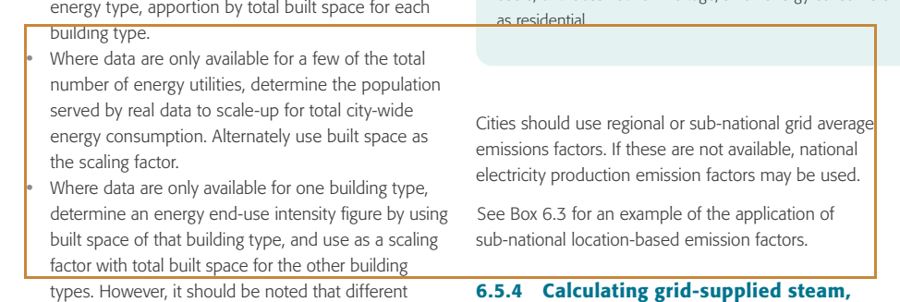 energy type, apportion by total built space for each
building type.
• Where data are only available for a few of the total
number of energy utilities, determine the population
served by real data to scale-up for total city-wide
energy consumption. Alternately use built space as
the scaling factor.
• Where data are only available for one building type,
determine an energy end-use intensity figure by using
built space of that building type, and use as a scaling
factor with total built space for the other building
types. However, it should be noted that different
as residential
Cities should use regional or sub-national grid average
emissions factors. If these are not available, national
electricity production emission factors may be used.
See Box 6.3 for an example of the application of
sub-national location-based emission factors.
6.5.4 Calculating grid-supplied steam,